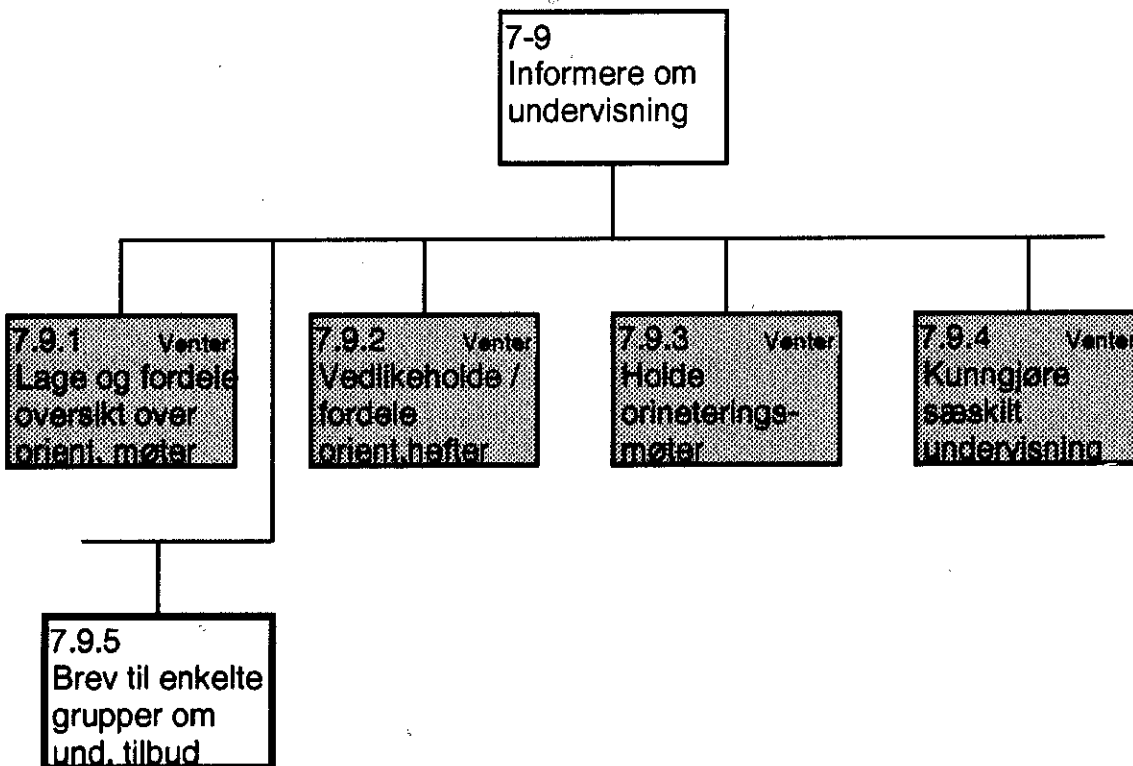 7-9
Informere om
undervisning
7.9.1 Venter
Lage og fordele
oversikt over
orient. møter
7.9.2 Venter
Vedlikeholde /
fordele
orient.hefter
7.9.3 Venter
Holde
orineterings-
møter
7.9.4 Venter
Kunngjøre
sæskilt
undervisning
7.9.5
Brev til enkelte
grupper om
und. tilbud